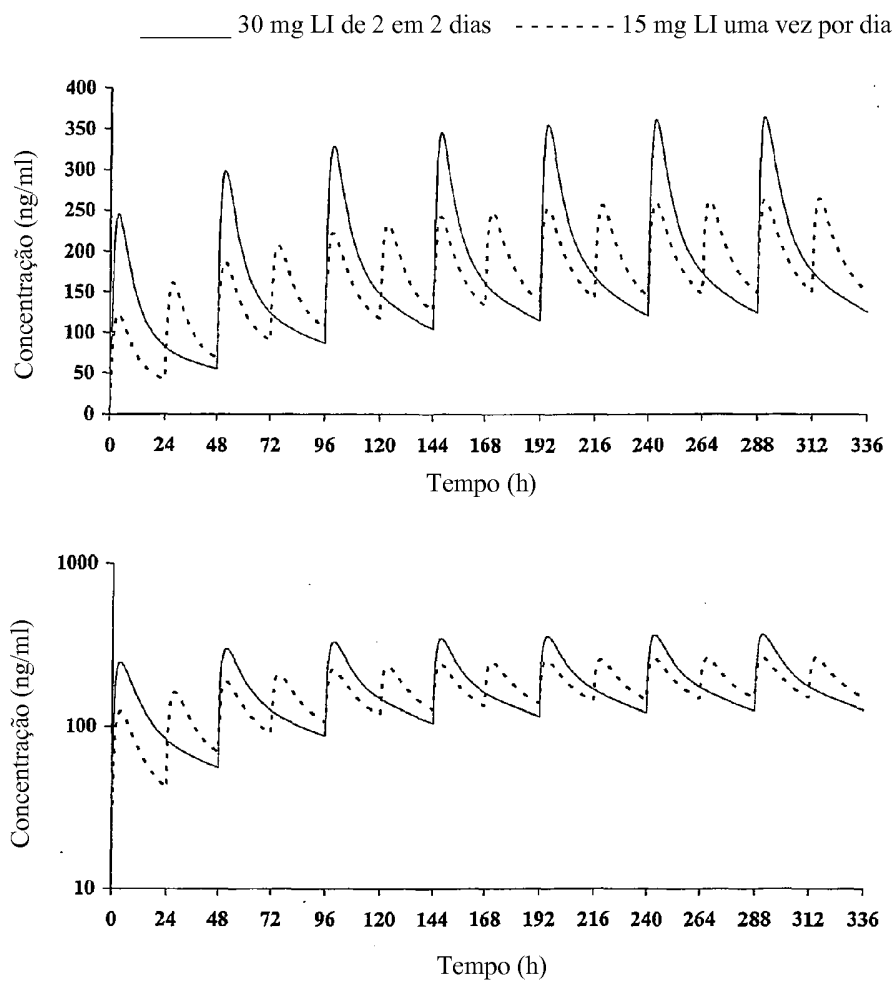 30 mg LI de 2 em 2 dias 15 mg LI uma vez por dia
Concentração (ng/ml)
400
350
300
250
200
150
100
50
0
0 24 48 72 96 120 144 168 192 216 240 264 288 312 336
Tempo (h)
Concentração (ng/ml)
1000
100
10
0 24 48 72 96 120 144 168 192 216 240 264 288 312 336
Tempo (h)